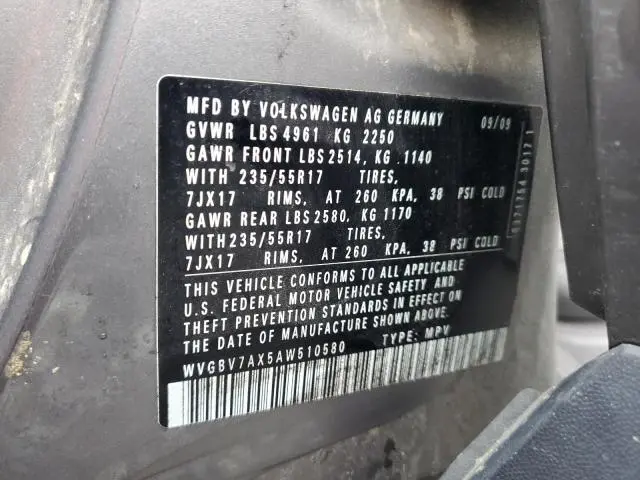 MFD BY VOLKSWAGEN AG GERMANY 09/09
GVWR LBS 4961 KG 2250
GAWR FRONT LBS 2514, KG .1140
WITH 235/55R17 TIRES,
7JX17 RIMS, AT 260 KPA, 38 PSI COLD
GAWR REAR LBS 2580, KG 1170
WITH 235/55R17 TIRES,
7JX17 RIMS, AT 260 KPA, 38 PSI COLD
THIS VEHICLE CONFORMS TO ALL APPLICABLE
U.S. FEDERAL MOTOR VEHICLE SAFETY AND
THEFT PREVENTION STANDARDS IN EFFECT ON
THE DATE OF MANUFACTURE SHOWN ABOVE.
WVGBV7AX5AW510580 TYPE: MPV